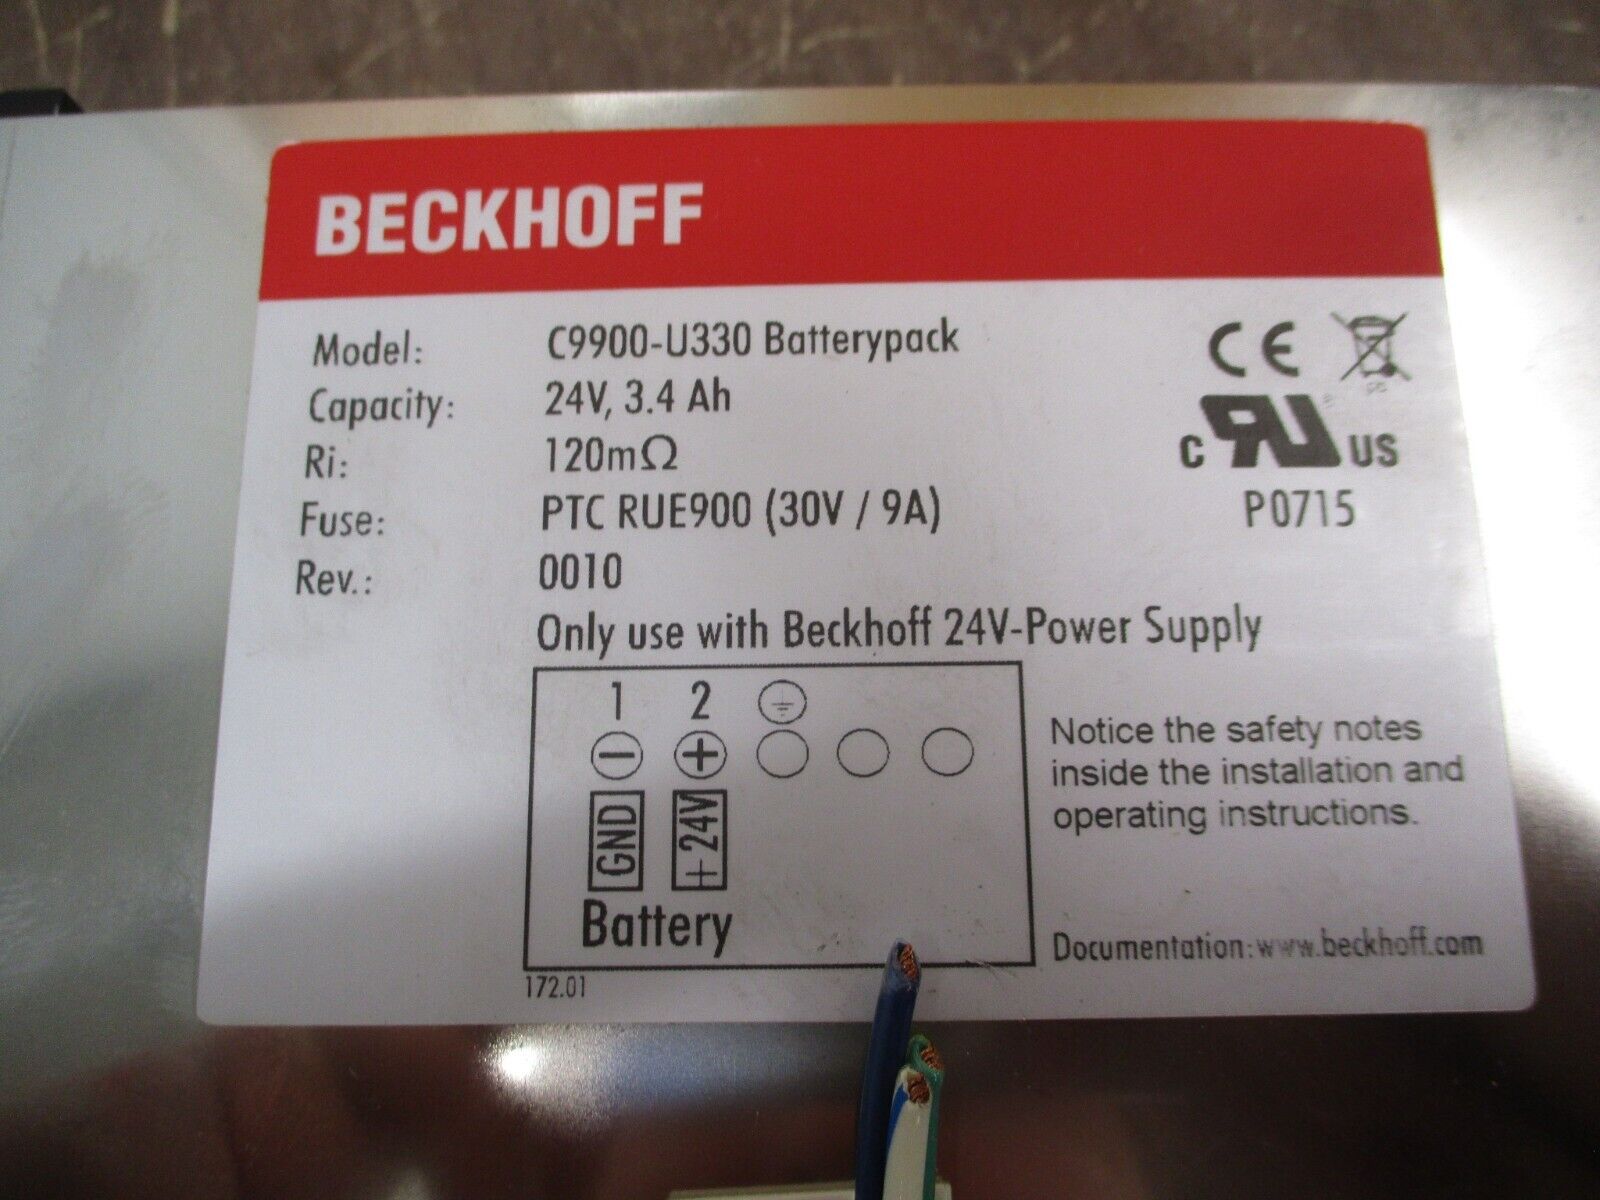 BECKHOFF
Model: C9900-U330 Batterypack
Capacity: 24V, 3.4 Ah
Ri: 120mΩ
Fuse: PTC RUE900 (30V / 9A)
Rev.: 0010
Only use with Beckhoff 24V-Power Supply
CE
c RU US
P0715
1 2
− +
GND +24V
Battery
172.01
Notice the safety notes
inside the installation and
operating instructions.
Documentation: www.beckhoff.com